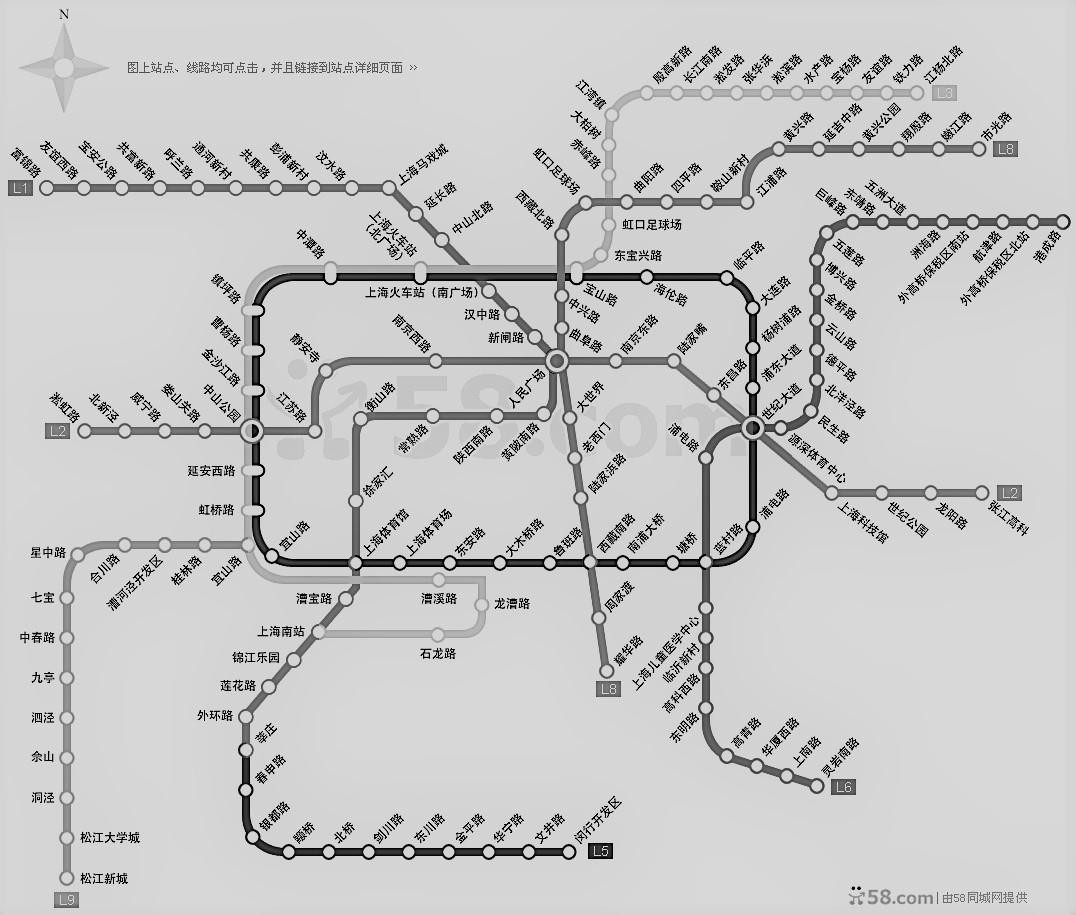 N
图上站点、线路均可点击，并且链接到站点详细页面 »
L1
富锦路
友谊西路
宝安公路
共富新路
呼兰路
通河新村
共康路
彭浦新村
汶水路
上海马戏城
延长路
中山北路
上海火车站
（北广场）
上海火车站（南广场）
汉中路
新闸路
人民广场
黄陂南路
陕西南路
常熟路
衡山路
徐家汇
上海体育馆
漕宝路
上海南站
锦江乐园
莲花路
外环路
莘庄
春申路
银都路
颛桥
北桥
剑川路
东川路
金平路
华宁路
文井路
闵行开发区
L5
L3
江杨北路
铁力路
友谊路
宝杨路
水产路
淞滨路
张华浜
淞发路
长江南路
殷高新路
江湾镇
大柏树
赤峰路
虹口足球场
东宝兴路
宝山路
中潭路
镇坪路
曹杨路
金沙江路
中山公园
延安西路
虹桥路
宜山路
宜山路
漕溪路
龙漕路
石龙路
海伦路
临平路
大连路
杨树浦路
浦东大道
世纪大道
浦电路
蓝村路
塘桥
南浦大桥
西藏南路
鲁班路
大木桥路
东安路
上海体育场
L8
市光路
嫩江路
翔殷路
黄兴公园
延吉中路
黄兴路
江浦路
鞍山新村
四平路
曲阳路
虹口足球场
西藏北路
中兴路
曲阜路
大世界
老西门
陆家浜路
周家渡
耀华路
L8
L2
淞虹路
北新泾
威宁路
娄山关路
江苏路
静安寺
南京西路
南京东路
陆家嘴
东昌路
源深体育中心
上海科技馆
世纪公园
龙阳路
张江高科
L2
港成路
外高桥保税区北站
航津路
外高桥保税区南站
洲海路
五洲大道
东靖路
巨峰路
五莲路
博兴路
金桥路
云山路
德平路
北洋泾路
民生路
浦电路
上海儿童医学中心
临沂新村
高科西路
东明路
高青路
华厦西路
上南路
灵岩南路
L6
星中路
合川路
漕河泾开发区
桂林路
七宝
中春路
九亭
泗泾
佘山
洞泾
松江大学城
松江新城
L9
58.com
58.com | 由58同城网提供